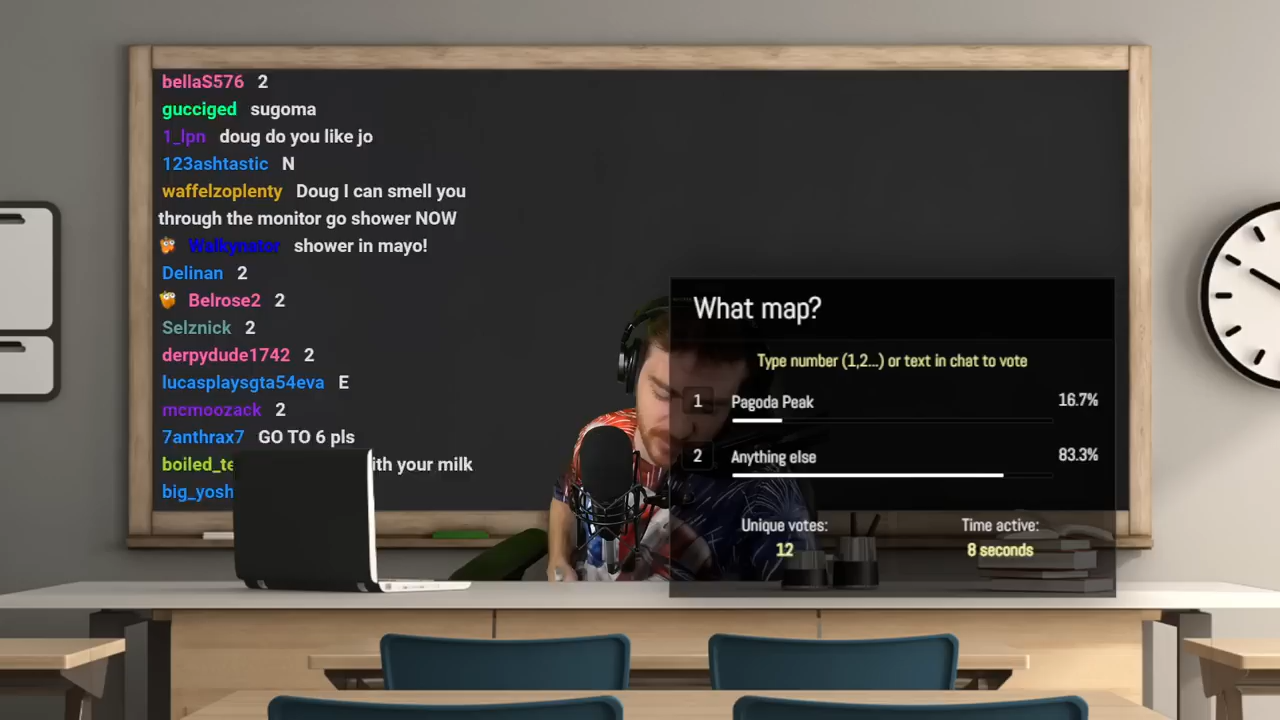 bellaS576 2
gucciged sugoma
1_lpn doug do you like jo
123ashtastic N
waffelzoplenty Doug I can smell you
through the monitor go shower NOW
Walkynator shower in mayo!
Delinan 2
Belrose2 2
Selznick 2
derpydude1742 2
lucasplaysgta54eva E
mcmoozack 2
7anthrax7 GO TO 6 pls
boiled_te ith your milk
big_yosh
What map?
Type number (1,2...) or text in chat to vote
1 Pagoda Peak 16.7%
2 Anything else 83.3%
Unique votes: Time active:
12 8 seconds